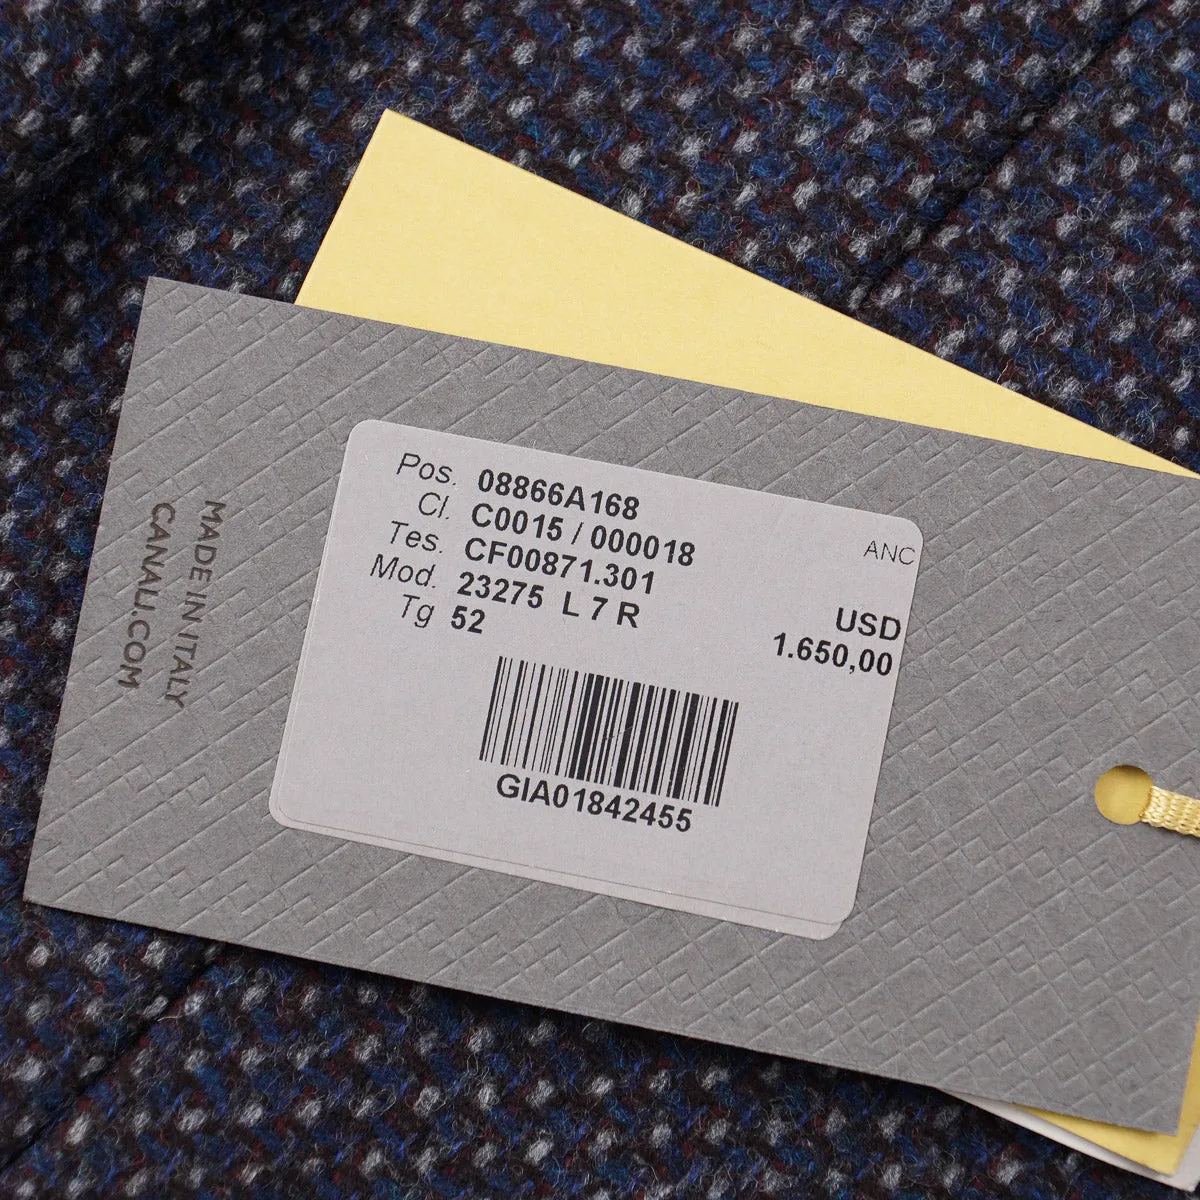 MADE IN ITALY
CANALI.COM
Pos. 08866A168
Cl. C0015 / 000018
Tes. CF00871.301
Mod. 23275 L 7 R
Tg 52
ANC
USD
1.650,00
GIA01842455